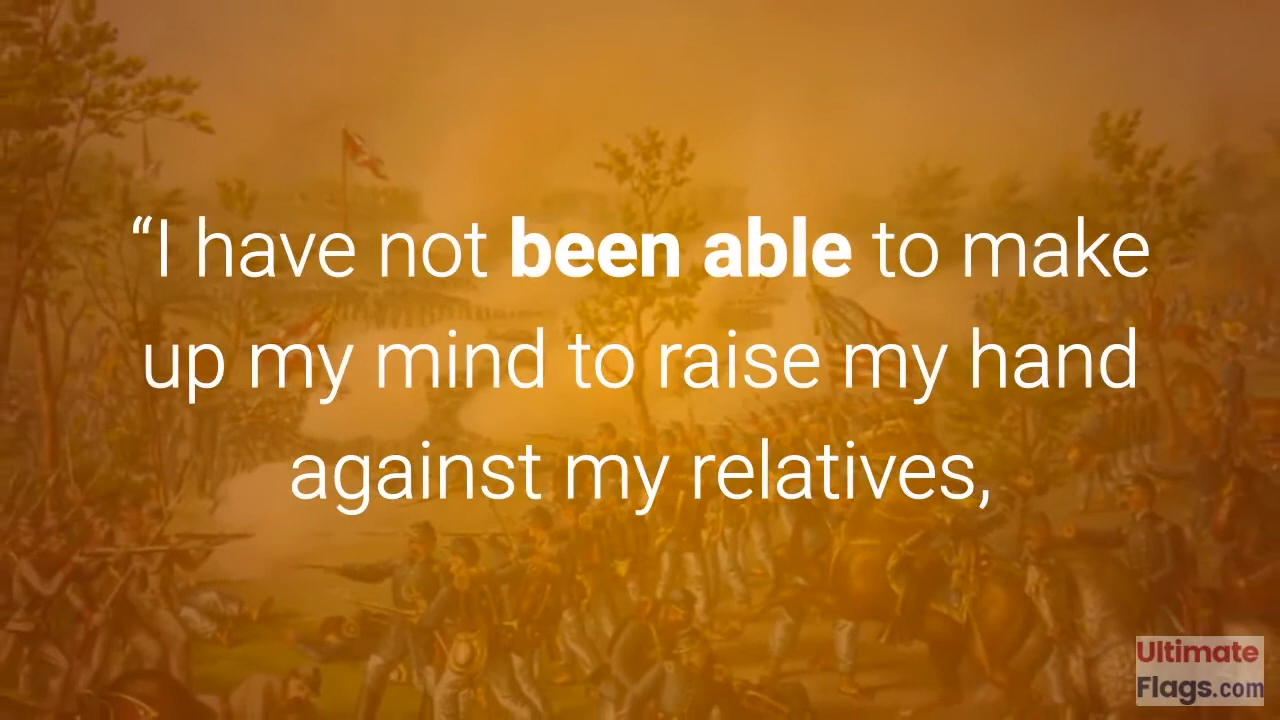 “I have not been able to make
up my mind to raise my hand
against my relatives,
Ultimate
Flags.com